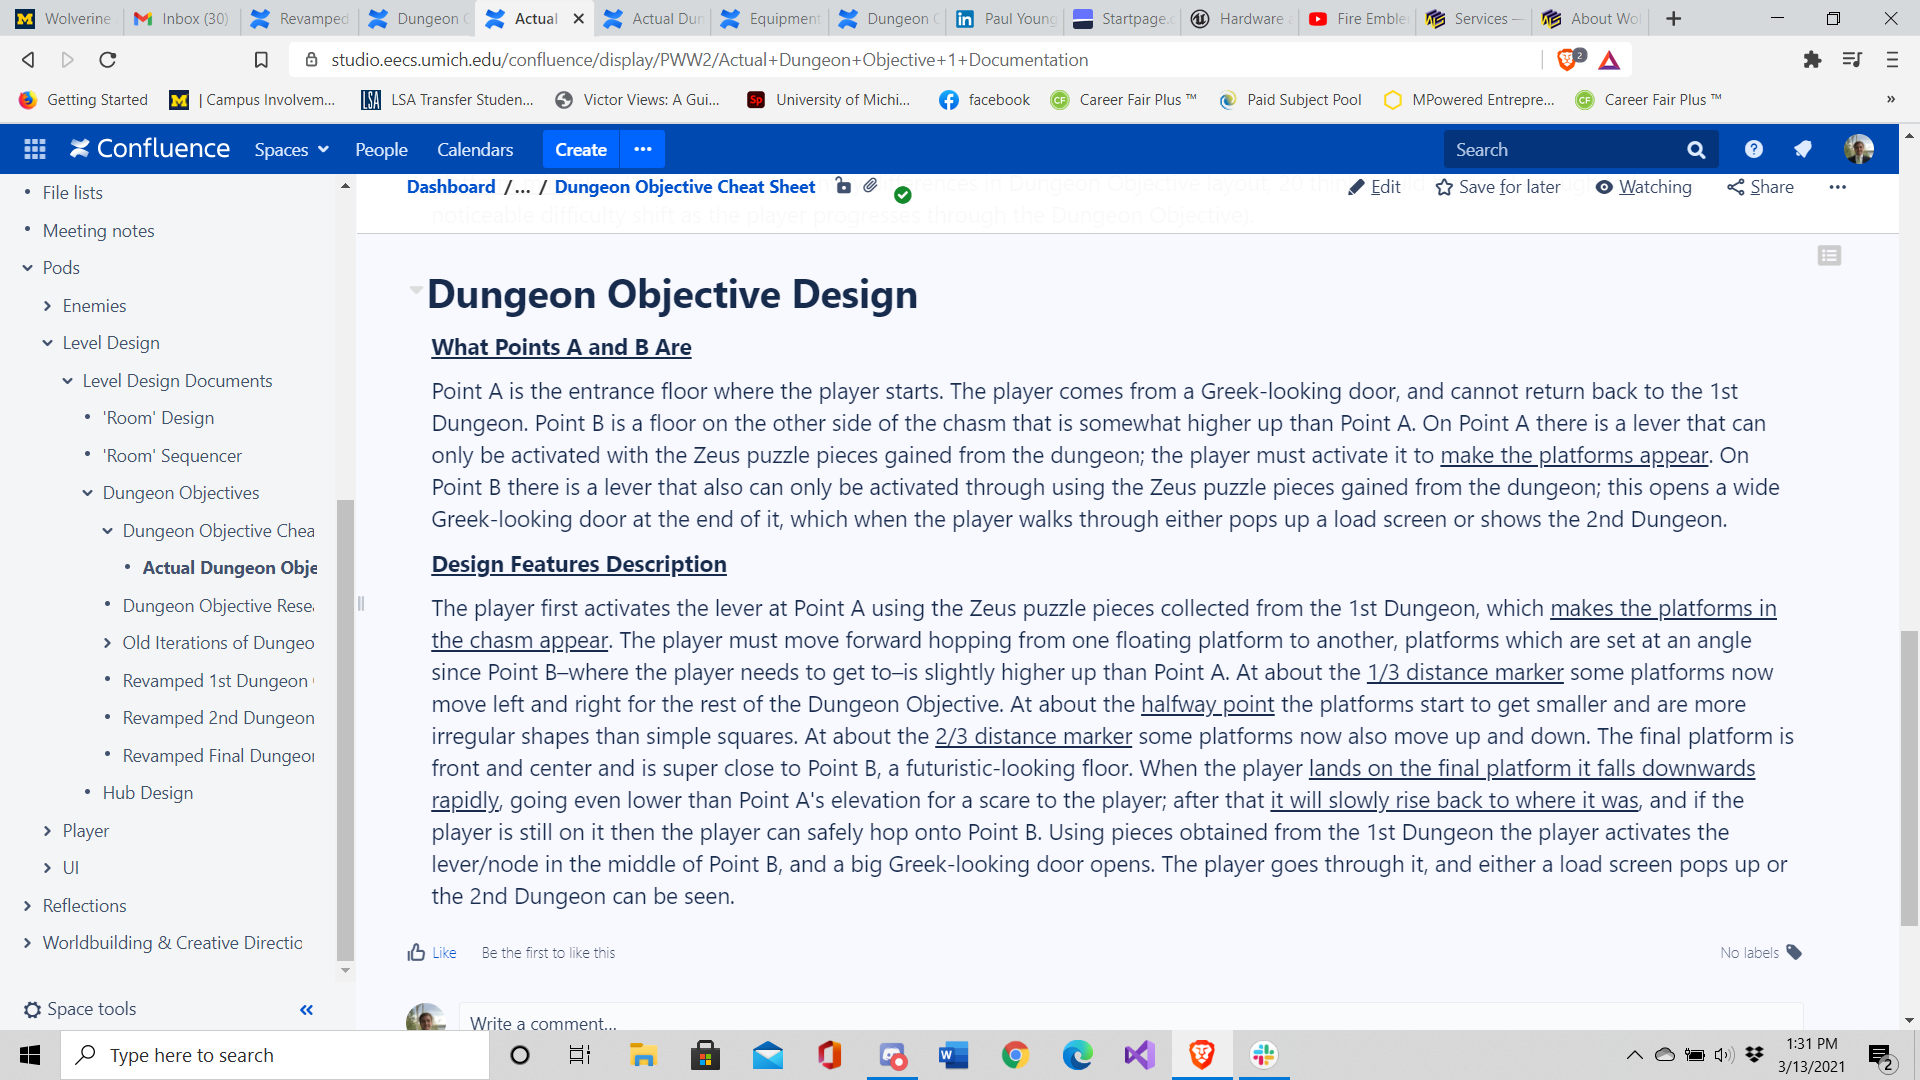 Wolverine
Inbox (30)
Revamped
Dungeon
Actual
Actual Dun
Equipment
Dungeon
Paul Young
Startpage.
Hardware
Fire Emble
Services —
About Wol
studio.eecs.umich.edu/confluence/display/PWW2/Actual+Dungeon+Objective+1+Documentation
2
Getting Started
| Campus Involvem...
LSA Transfer Studen...
Victor Views: A Gui...
University of Michi...
facebook
Career Fair Plus ™
Paid Subject Pool
MPowered Entrepre...
Career Fair Plus ™
»
Confluence
Spaces
People
Calendars
Create
Search
File lists
Meeting notes
Pods
Enemies
Level Design
Level Design Documents
'Room' Design
'Room' Sequencer
Dungeon Objectives
Dungeon Objective Chea
Actual Dungeon Obje
Dungeon Objective Rese
Old Iterations of Dungeo
Revamped 1st Dungeon
Revamped 2nd Dungeon
Revamped Final Dungeo
Hub Design
Player
UI
Reflections
Worldbuilding & Creative Directio
Space tools
Dashboard /... / Dungeon Objective Cheat Sheet
Edit
Save for later
Watching
Share
noticeable difficulty shift as the player progresses through the Dungeon Objective).
Dungeon Objective Design
What Points A and B Are
Point A is the entrance floor where the player starts. The player comes from a Greek-looking door, and cannot return back to the 1st
Dungeon. Point B is a floor on the other side of the chasm that is somewhat higher up than Point A. On Point A there is a lever that can
only be activated with the Zeus puzzle pieces gained from the dungeon; the player must activate it to make the platforms appear. On
Point B there is a lever that also can only be activated through using the Zeus puzzle pieces gained from the dungeon; this opens a wide
Greek-looking door at the end of it, which when the player walks through either pops up a load screen or shows the 2nd Dungeon.
Design Features Description
The player first activates the lever at Point A using the Zeus puzzle pieces collected from the 1st Dungeon, which makes the platforms in
the chasm appear. The player must move forward hopping from one floating platform to another, platforms which are set at an angle
since Point B–where the player needs to get to–is slightly higher up than Point A. At about the 1/3 distance marker some platforms now
move left and right for the rest of the Dungeon Objective. At about the halfway point the platforms start to get smaller and are more
irregular shapes than simple squares. At about the 2/3 distance marker some platforms now also move up and down. The final platform is
front and center and is super close to Point B, a futuristic-looking floor. When the player lands on the final platform it falls downwards
rapidly, going even lower than Point A's elevation for a scare to the player; after that it will slowly rise back to where it was, and if the
player is still on it then the player can safely hop onto Point B. Using pieces obtained from the 1st Dungeon the player activates the
lever/node in the middle of Point B, and a big Greek-looking door opens. The player goes through it, and either a load screen pops up or
the 2nd Dungeon can be seen.
Like
Be the first to like this
No labels
Write a comment...
Type here to search
1:31 PM
3/13/2021
2